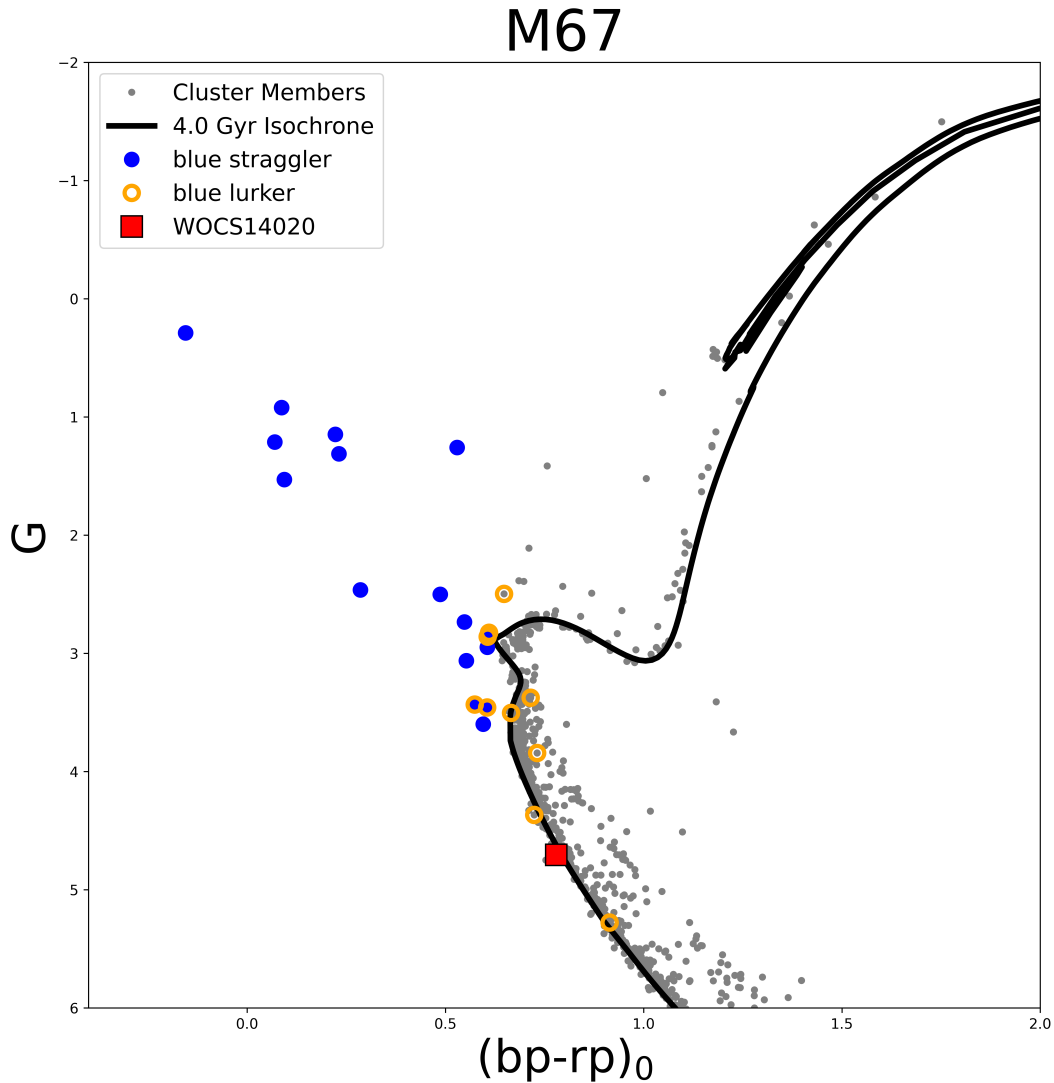 M67
Cluster Members
4.0 Gyr Isochrone
blue straggler
blue lurker
WOCS14020
G
−2
−1
0
1
2
3
4
5
6
0.0 0.5 1.0 1.5 2.0
(bp-rp)₀